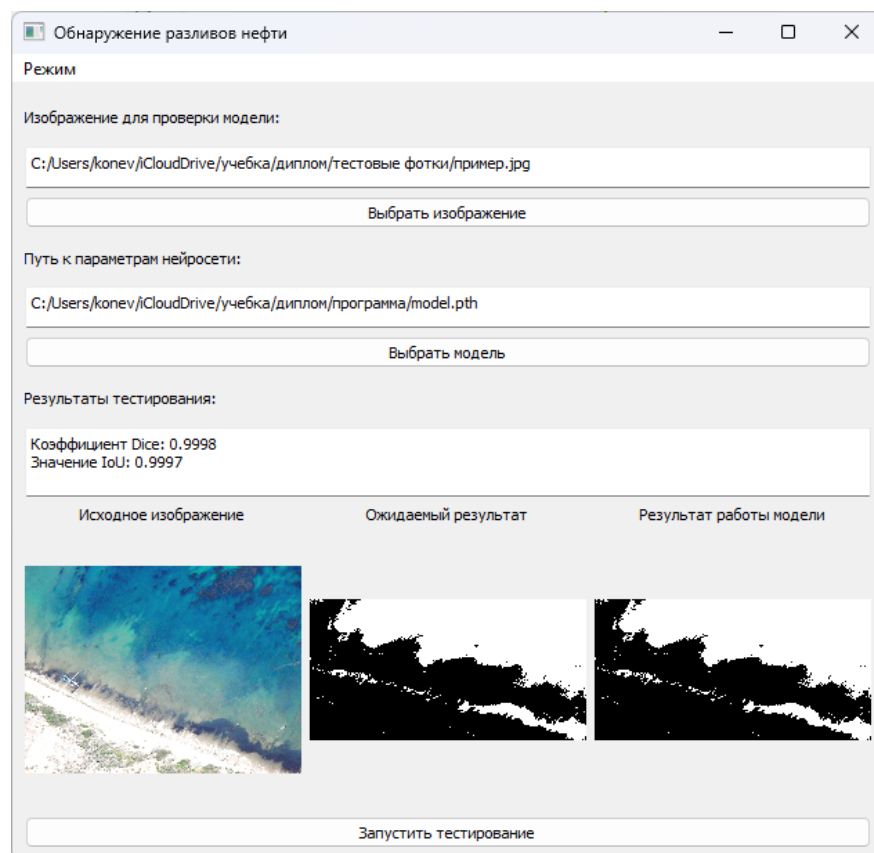 Обнаружение разливов нефти
Режим
Изображение для проверки модели:
C:/Users/konev/iCloudDrive/учебка/диплом/тестовые фотки/пример.jpg
Выбрать изображение
Путь к параметрам нейросети:
C:/Users/konev/iCloudDrive/учебка/диплом/программа/model.pth
Выбрать модель
Результаты тестирования:
Коэффициент Dice: 0.9998
Значение IoU: 0.9997
Исходное изображение Ожидаемый результат Результат работы модели
Запустить тестирование